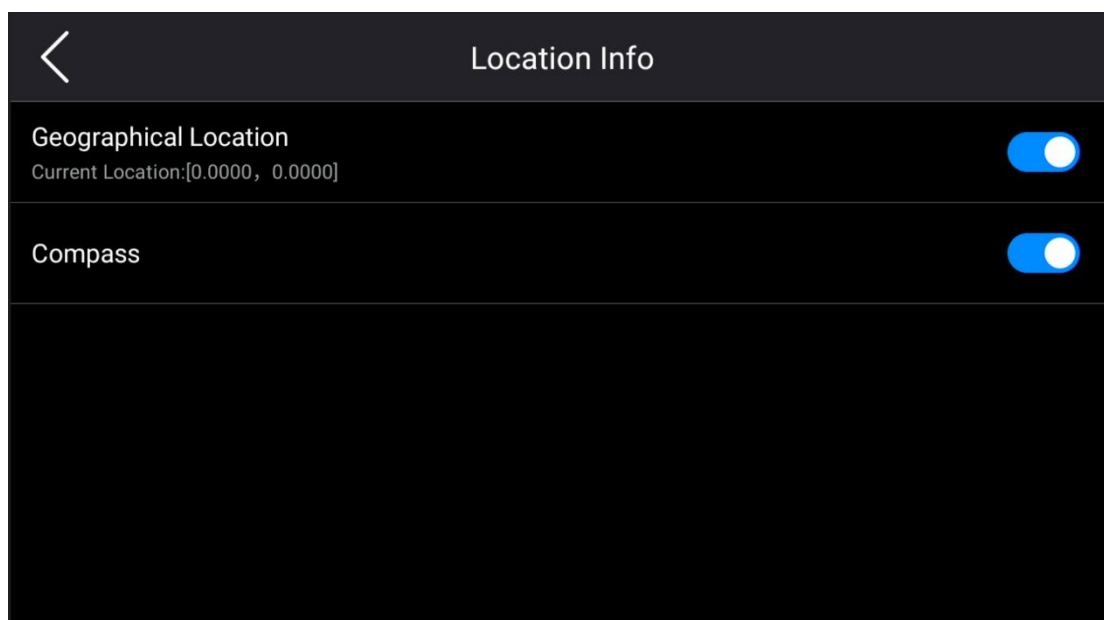 Location Info
Geographical Location
Current Location:[0.0000，0.0000]
Compass